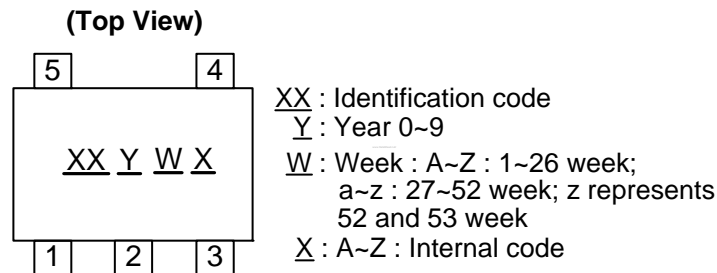 (Top View)
5 4
XX Y W X
1 2 3
XX : Identification code
Y : Year 0~9
W : Week : A~Z : 1~26 week;
a~z : 27~52 week; z represents
52 and 53 week
X : A~Z : Internal code